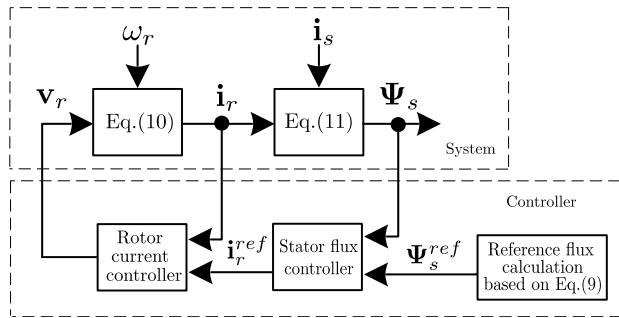 ω_r
i_s
v_r
Eq.(10)
i_r
Eq.(11)
Ψ_s
System
Controller
Rotor
current
controller
i_r^{ref}
Stator flux
controller
Ψ_s^{ref}
Reference flux
calculation
based on Eq.(9)